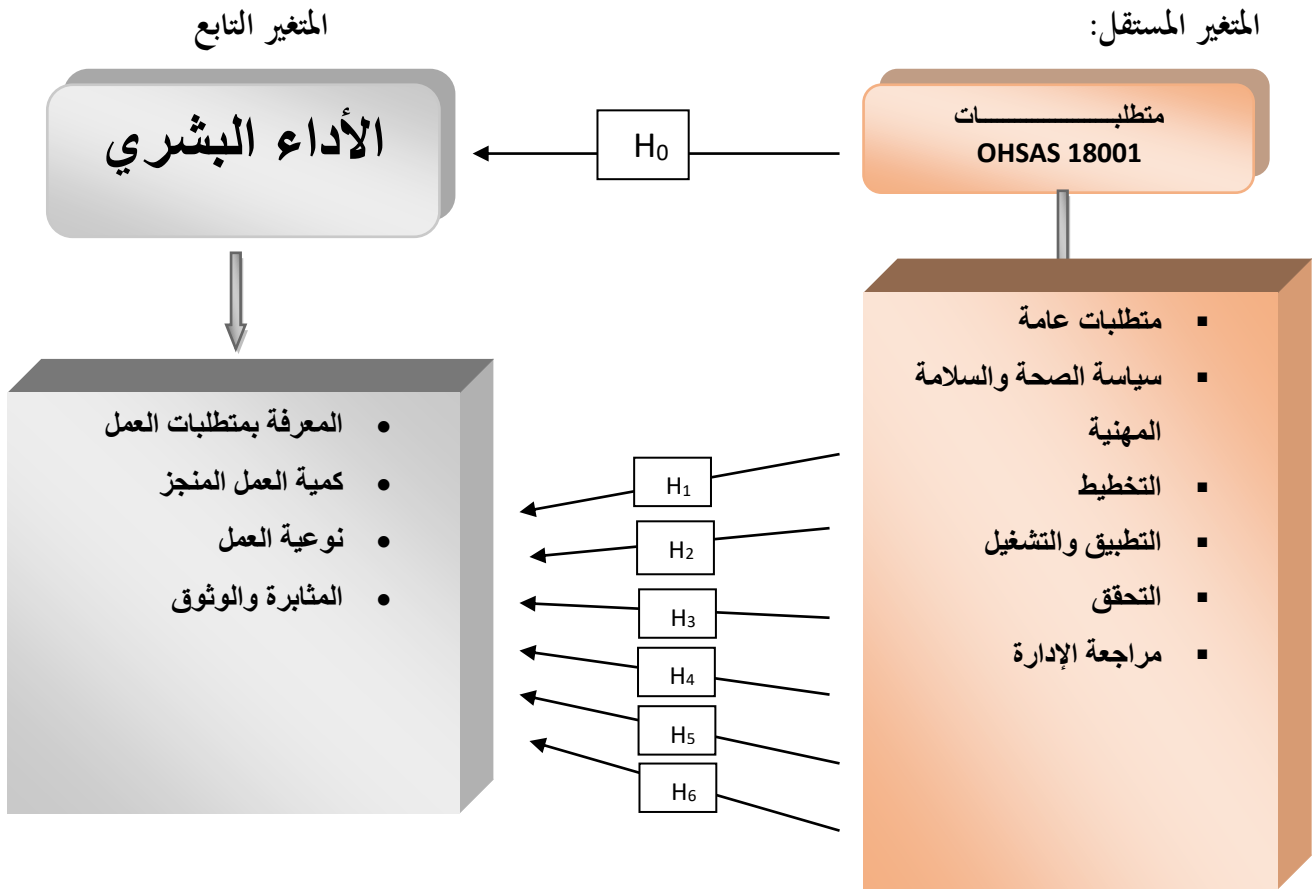 المتغير المستقل:
المتغير التابع
متطلبـــــــــــــات
OHSAS 18001
H₀
الأداء البشري
متطلبات عامة
سياسة الصحة والسلامة
المهنية
التخطيط
التطبيق والتشغيل
التحقق
مراجعة الإدارة
H₁
H₂
H₃
H₄
H₅
H₆
المعرفة بمتطلبات العمل
كمية العمل المنجز
نوعية العمل
المثابرة والوثوق